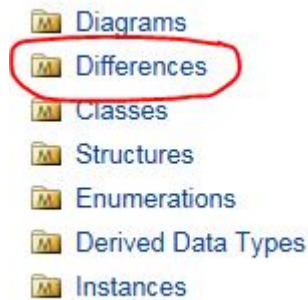 Diagrams
Differences
Classes
Structures
Enumerations
Derived Data Types
Instances